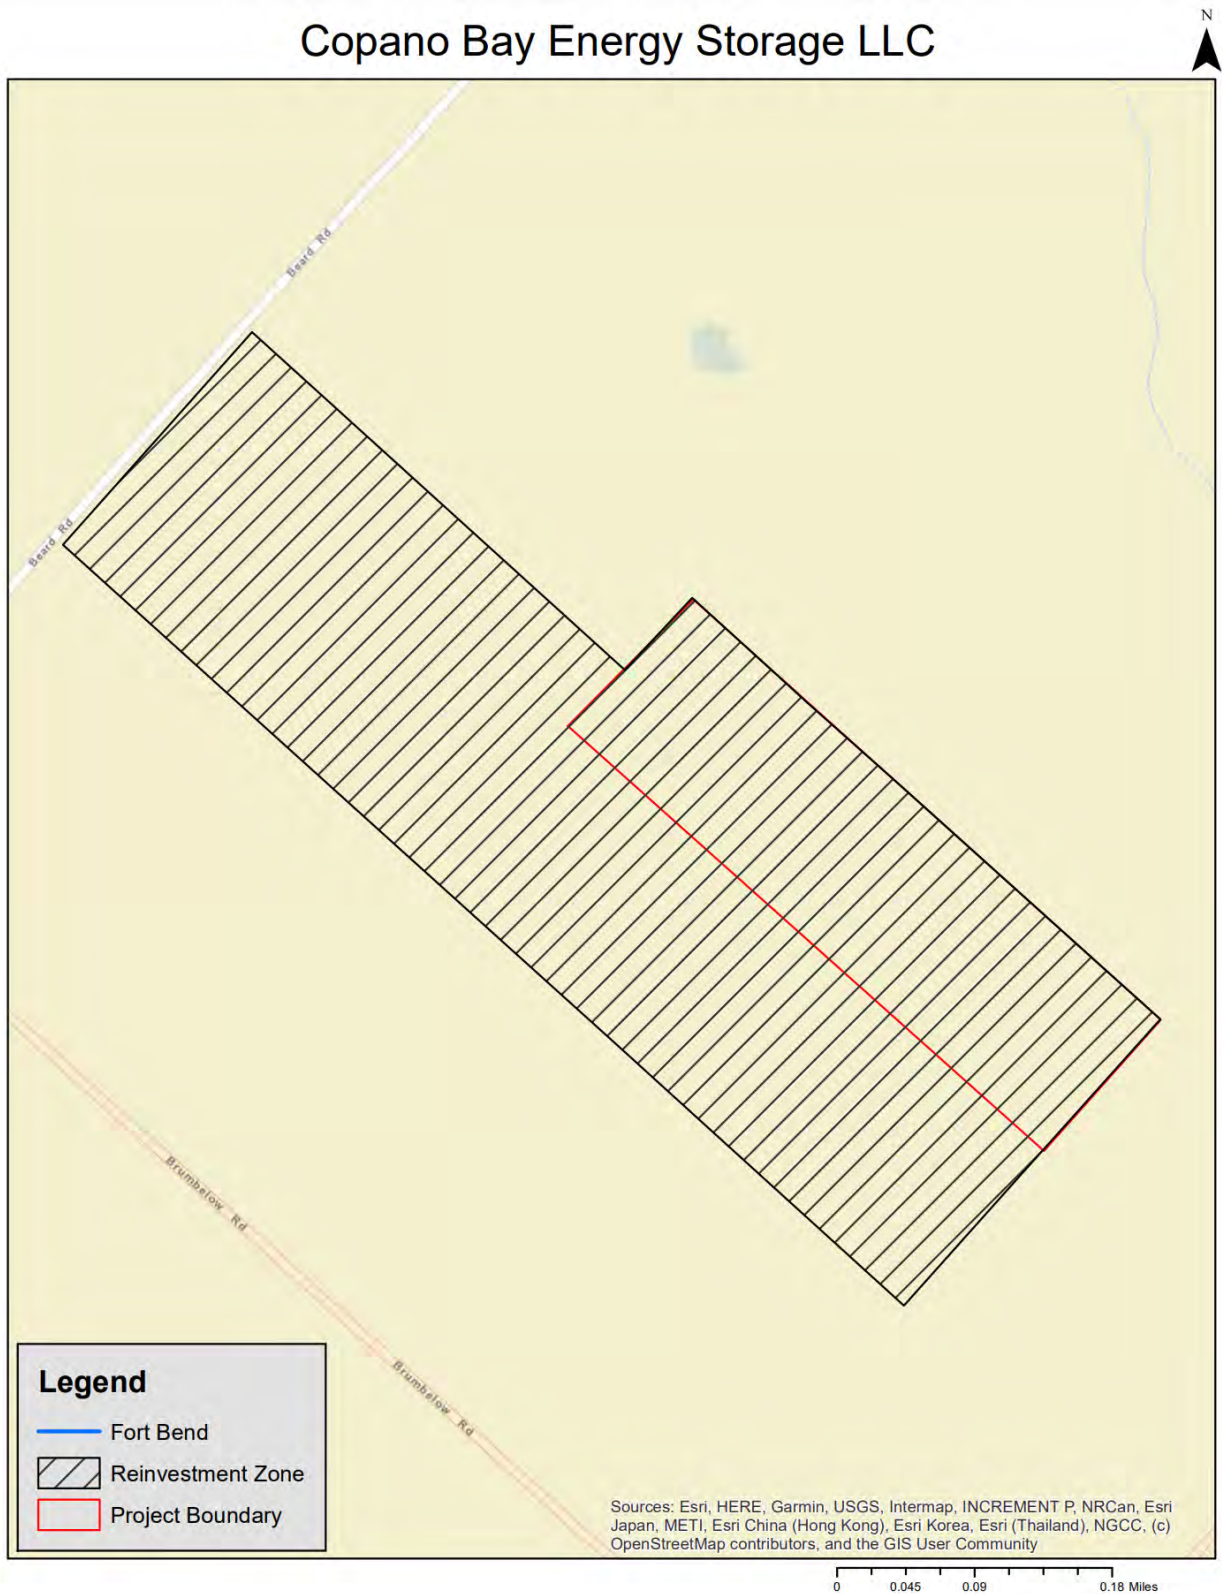 N
Copano Bay Energy Storage LLC
Beard Rd
Beard Rd
Brumbelow Rd
Brumbelow Rd
Legend
Fort Bend
Reinvestment Zone
Project Boundary
Sources: Esri, HERE, Garmin, USGS, Intermap, INCREMENT P, NRCan, Esri
Japan, METI, Esri China (Hong Kong), Esri Korea, Esri (Thailand), NGCC, (c)
OpenStreetMap contributors, and the GIS User Community
0 0.045 0.09 0.18 Miles